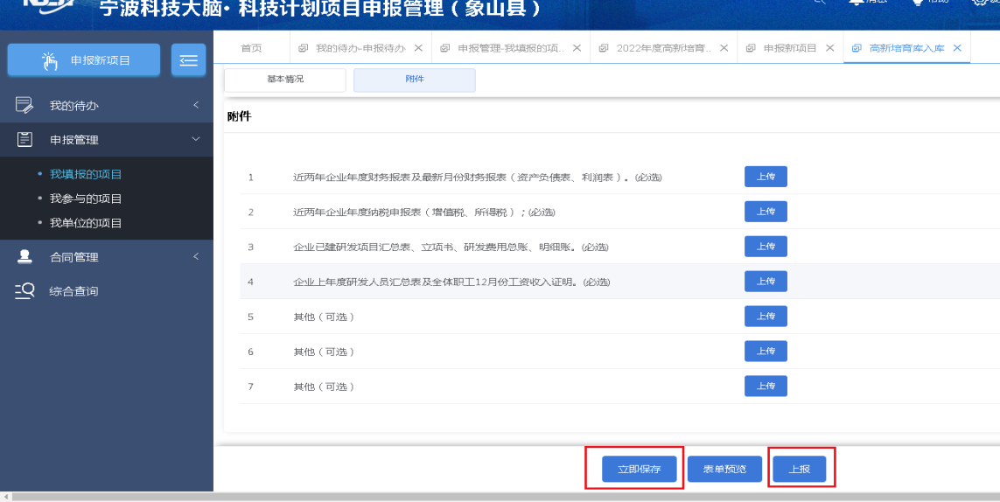 宁波科技大脑·科技计划项目申报管理（象山县）
消息
帮助
申报新项目
首页
我的待办-申报待办
申报管理-我填报的项..
2022年度高新培育..
申报新项目
高新培育库入库
基本情况
附件
我的待办
附件
申报管理
我填报的项目
我参与的项目
我单位的项目
合同管理
综合查询
1 近两年企业年度财务报表及最新月份财务报表（资产负债表、利润表）。(必选) 上传
2 近两年企业年度纳税申报表（增值税、所得税）；(必选) 上传
3 企业已建研发项目汇总表、立项书、研发费用总账、明细账。(必选) 上传
4 企业上年度研发人员汇总表及全体职工12月份工资收入证明。(必选) 上传
5 其他（可选） 上传
6 其他（可选） 上传
7 其他（可选） 上传
立即保存
表单预览
上报